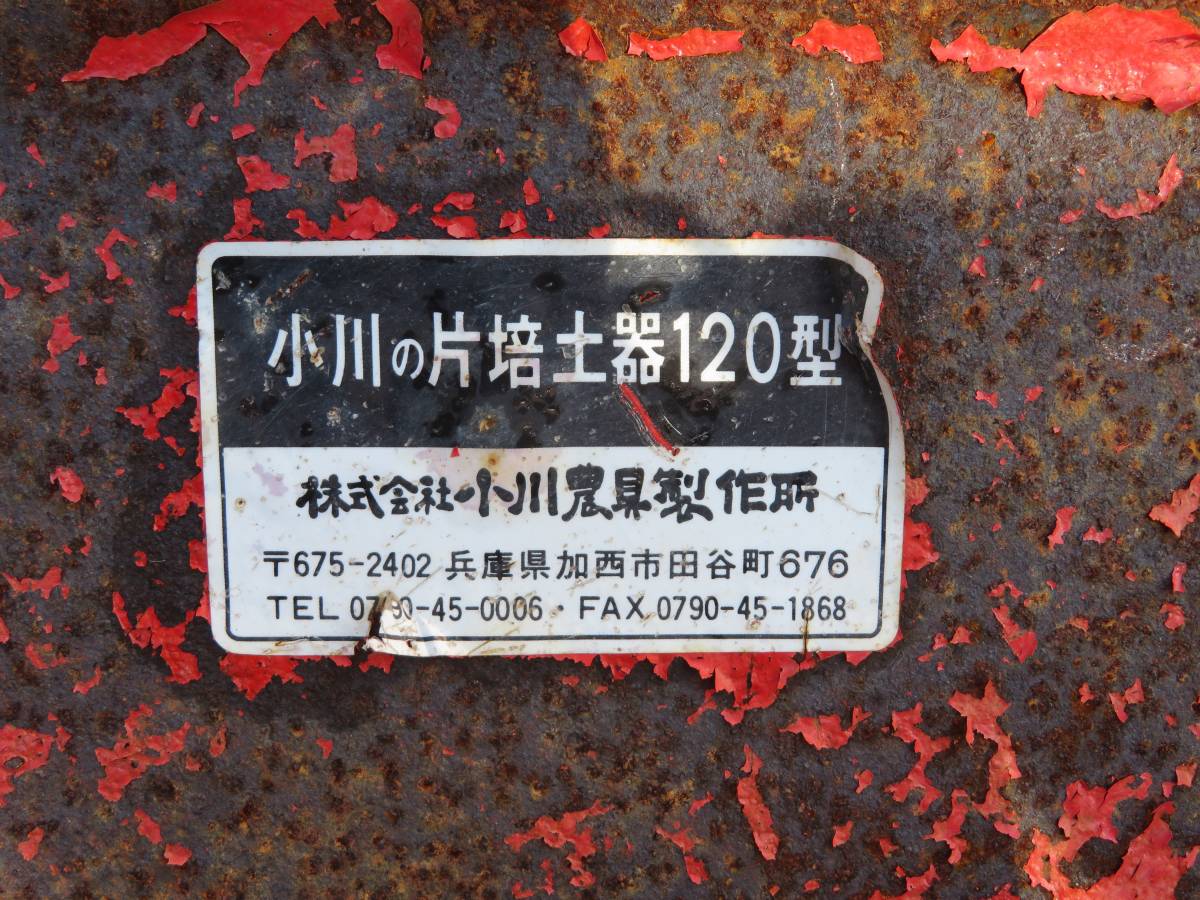 小川の片培土器120型
株式会社小川農具製作所
〒675-2402 兵庫県加西市田谷町676
TEL 0790-45-0006・FAX 0790-45-1868